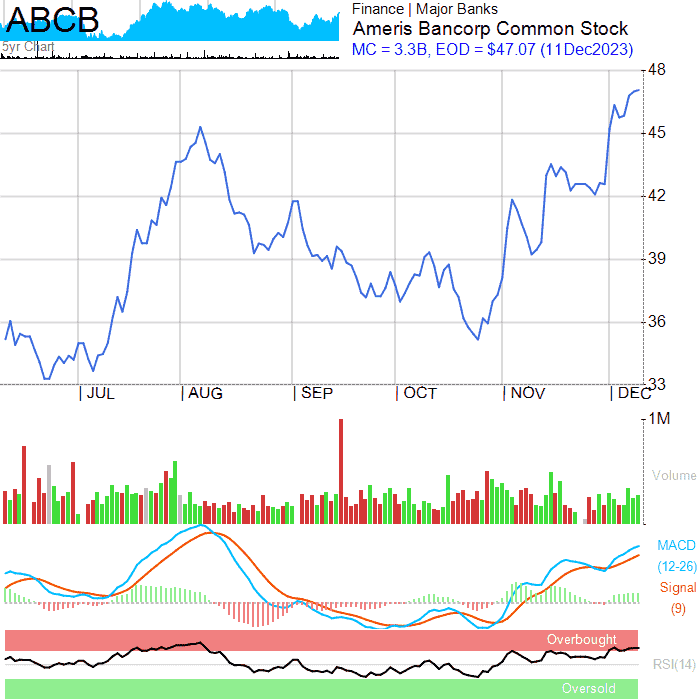 ABCB
5yr Chart
Finance | Major Banks
Ameris Bancorp Common Stock
MC = 3.3B, EOD = $47.07 (11Dec2023)
48
45
42
39
36
33
JUL
AUG
SEP
OCT
NOV
DEC
1M
Volume
MACD
(12-26)
Signal
(9)
Overbought
RSI(14)
Oversold